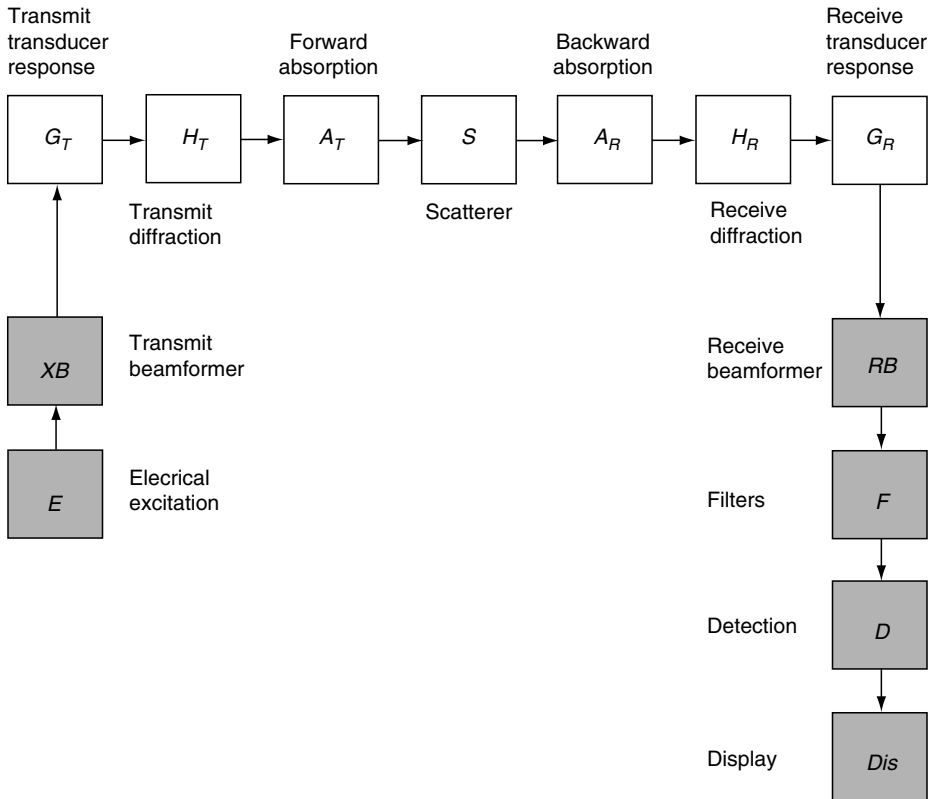 Transmit
transducer
response
Forward
absorption
Backward
absorption
Receive
transducer
response
G_T
H_T
A_T
S
A_R
H_R
G_R
Transmit
diffraction
Scatterer
Receive
diffraction
XB
Transmit
beamformer
Receive
beamformer
RB
E
Elecrical
excitation
Filters
F
Detection
D
Display
Dis